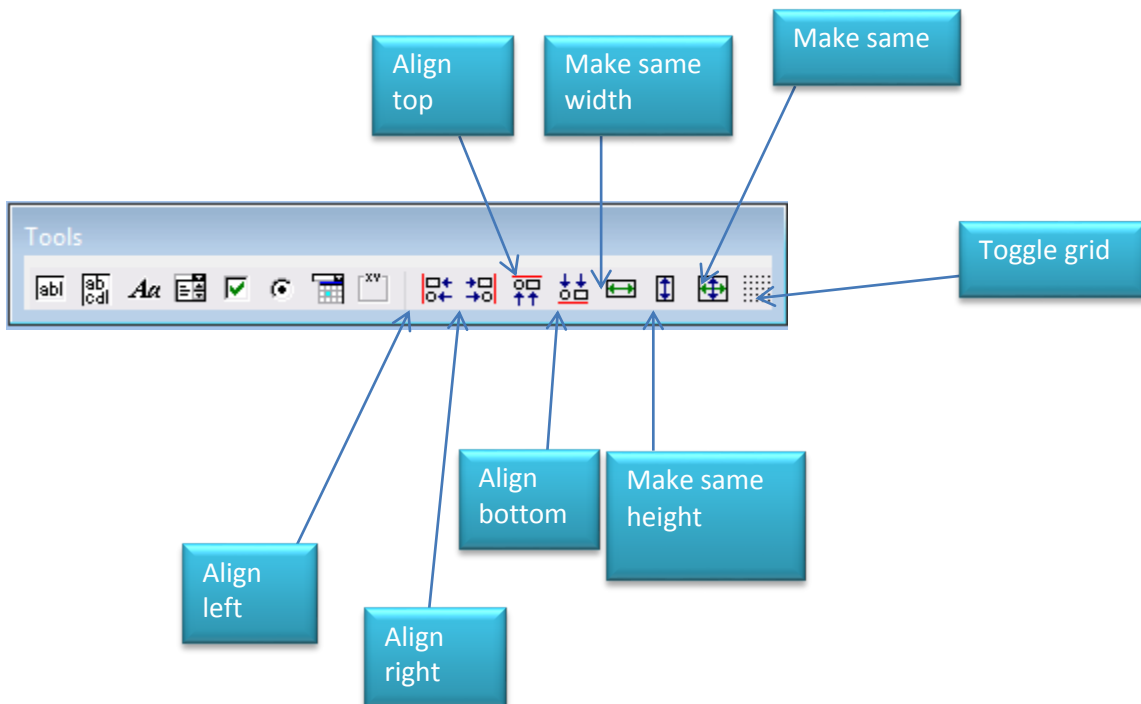 Make same
Align
top
Make same
width
Tools
Toggle grid
abl
ab
cdl
Aa
XY
Align
bottom
Make same
height
Align
left
Align
right